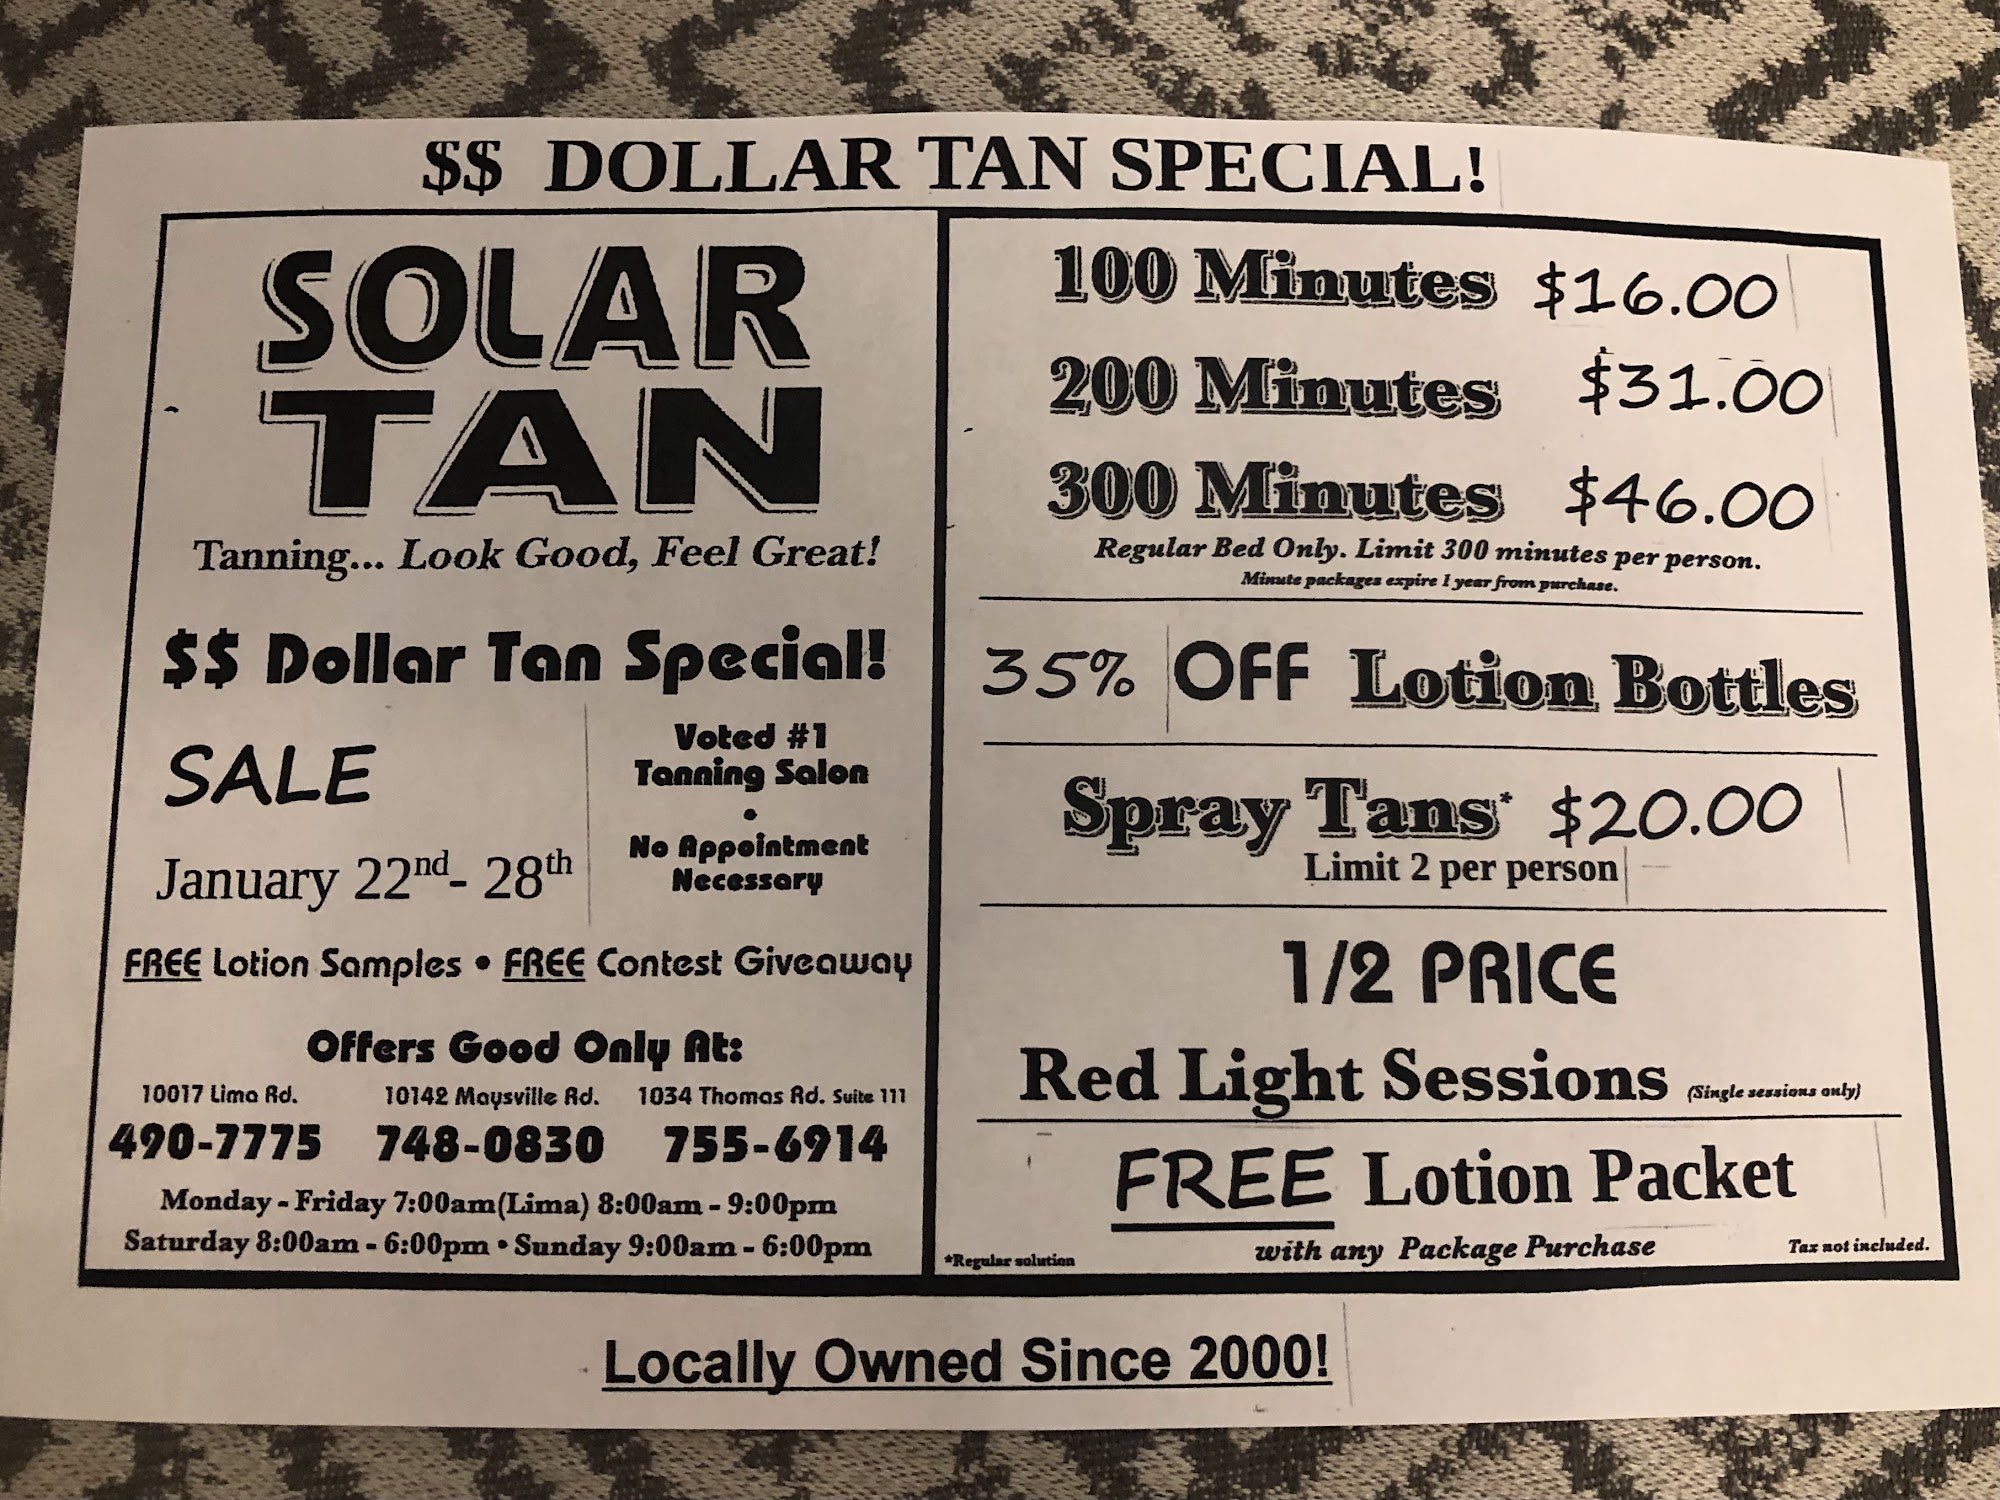 $$ DOLLAR TAN SPECIAL!
SOLAR
TAN
Tanning... Look Good, Feel Great!
$$ Dollar Tan Special!
SALE
January 22nd- 28th
Voted #1
Tanning Salon
•
No Appointment
Necessary
FREE Lotion Samples • FREE Contest Giveaway
Offers Good Only At:
10017 Lima Rd. 10142 Maysville Rd. 1034 Thomas Rd. Suite 111
490-7775 748-0830 755-6914
Monday - Friday 7:00am(Lima) 8:00am - 9:00pm
Saturday 8:00am - 6:00pm • Sunday 9:00am - 6:00pm
100 Minutes $16.00
200 Minutes $31.00
300 Minutes $46.00
Regular Bed Only. Limit 300 minutes per person.
Minute packages expire 1 year from purchase.
35% OFF Lotion Bottles
Spray Tans* $20.00
Limit 2 per person
1/2 PRICE
Red Light Sessions (Single sessions only)
FREE Lotion Packet
with any Package Purchase
*Regular solution
Tax not included.
Locally Owned Since 2000!